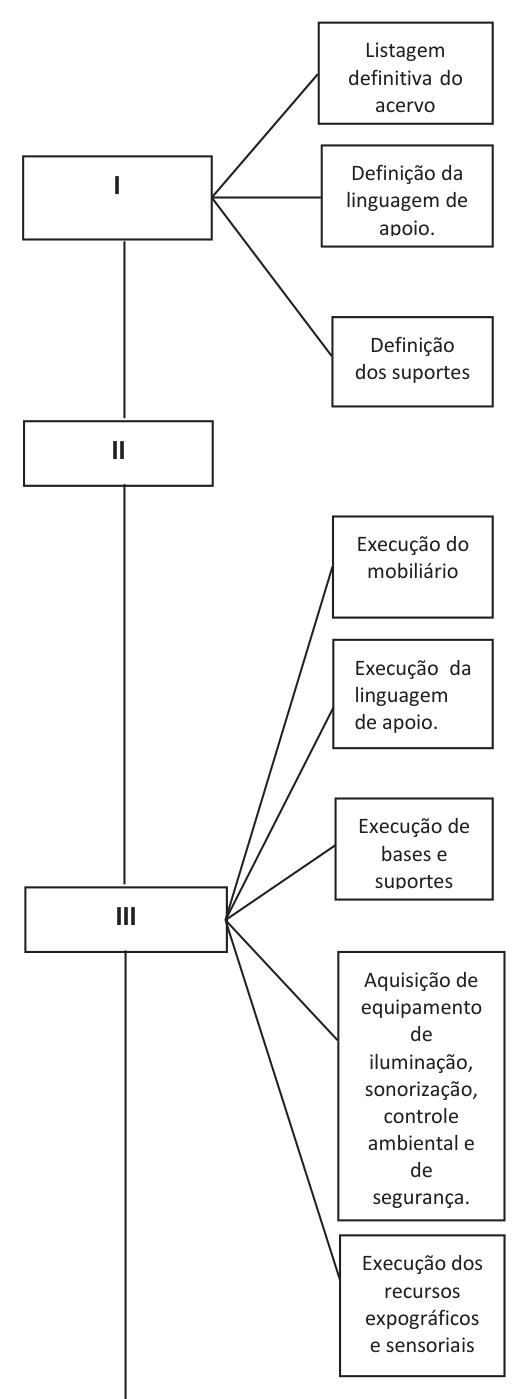 Listagem
definitiva do
acervo
I
Definição da
linguagem de
apoio.
Definição
dos suportes
II
Execução do
mobiliário
Execução da
linguagem
de apoio.
Execução de
bases e
suportes
III
Aquisição de
equipamento
de
iluminação,
sonorização,
controle
ambiental e
de
segurança.
Execução dos
recursos
expográficos
e sensoriais